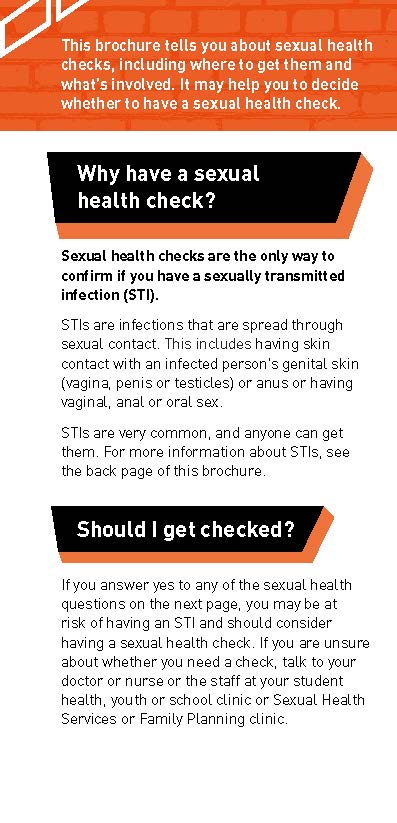 This brochure tells you about sexual health
checks, including where to get them and
what's involved. It may help you to decide
whether to have a sexual health check.
Why have a sexual
health check?
Sexual health checks are the only way to
confirm if you have a sexually transmitted
infection (STI).
STIs are infections that are spread through
sexual contact. This includes having skin
contact with an infected person's genital skin
(vagina, penis or testicles) or anus or having
vaginal, anal or oral sex.
STIs are very common, and anyone can get
them. For more information about STIs, see
the back page of this brochure.
Should I get checked?
If you answer yes to any of the sexual health
questions on the next page, you may be at
risk of having an STI and should consider
having a sexual health check. If you are unsure
about whether you need a check, talk to your
doctor or nurse or the staff at your student
health, youth or school clinic or Sexual Health
Services or Family Planning clinic.